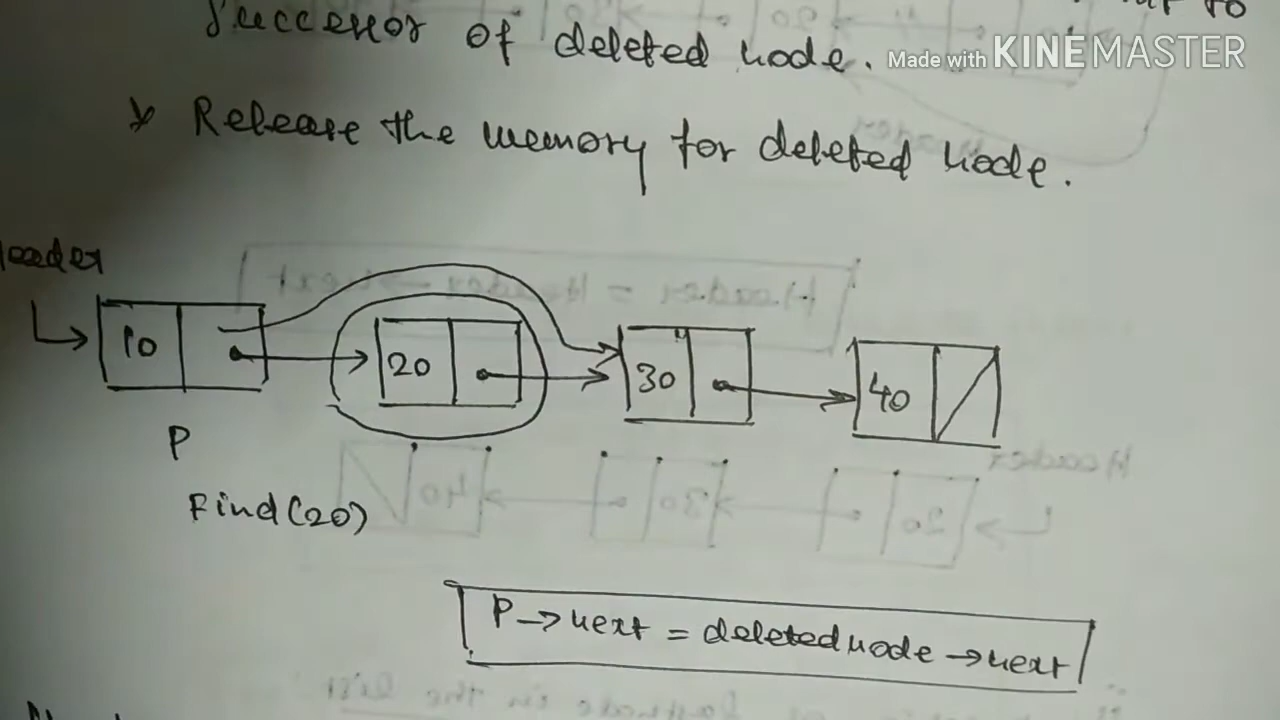 to
Successor of deleted node.
Made with KINEMASTER
* Release the memory for deleted node.
Header
10 20 30 40
P
Find(20)
P→next = deletednode→next